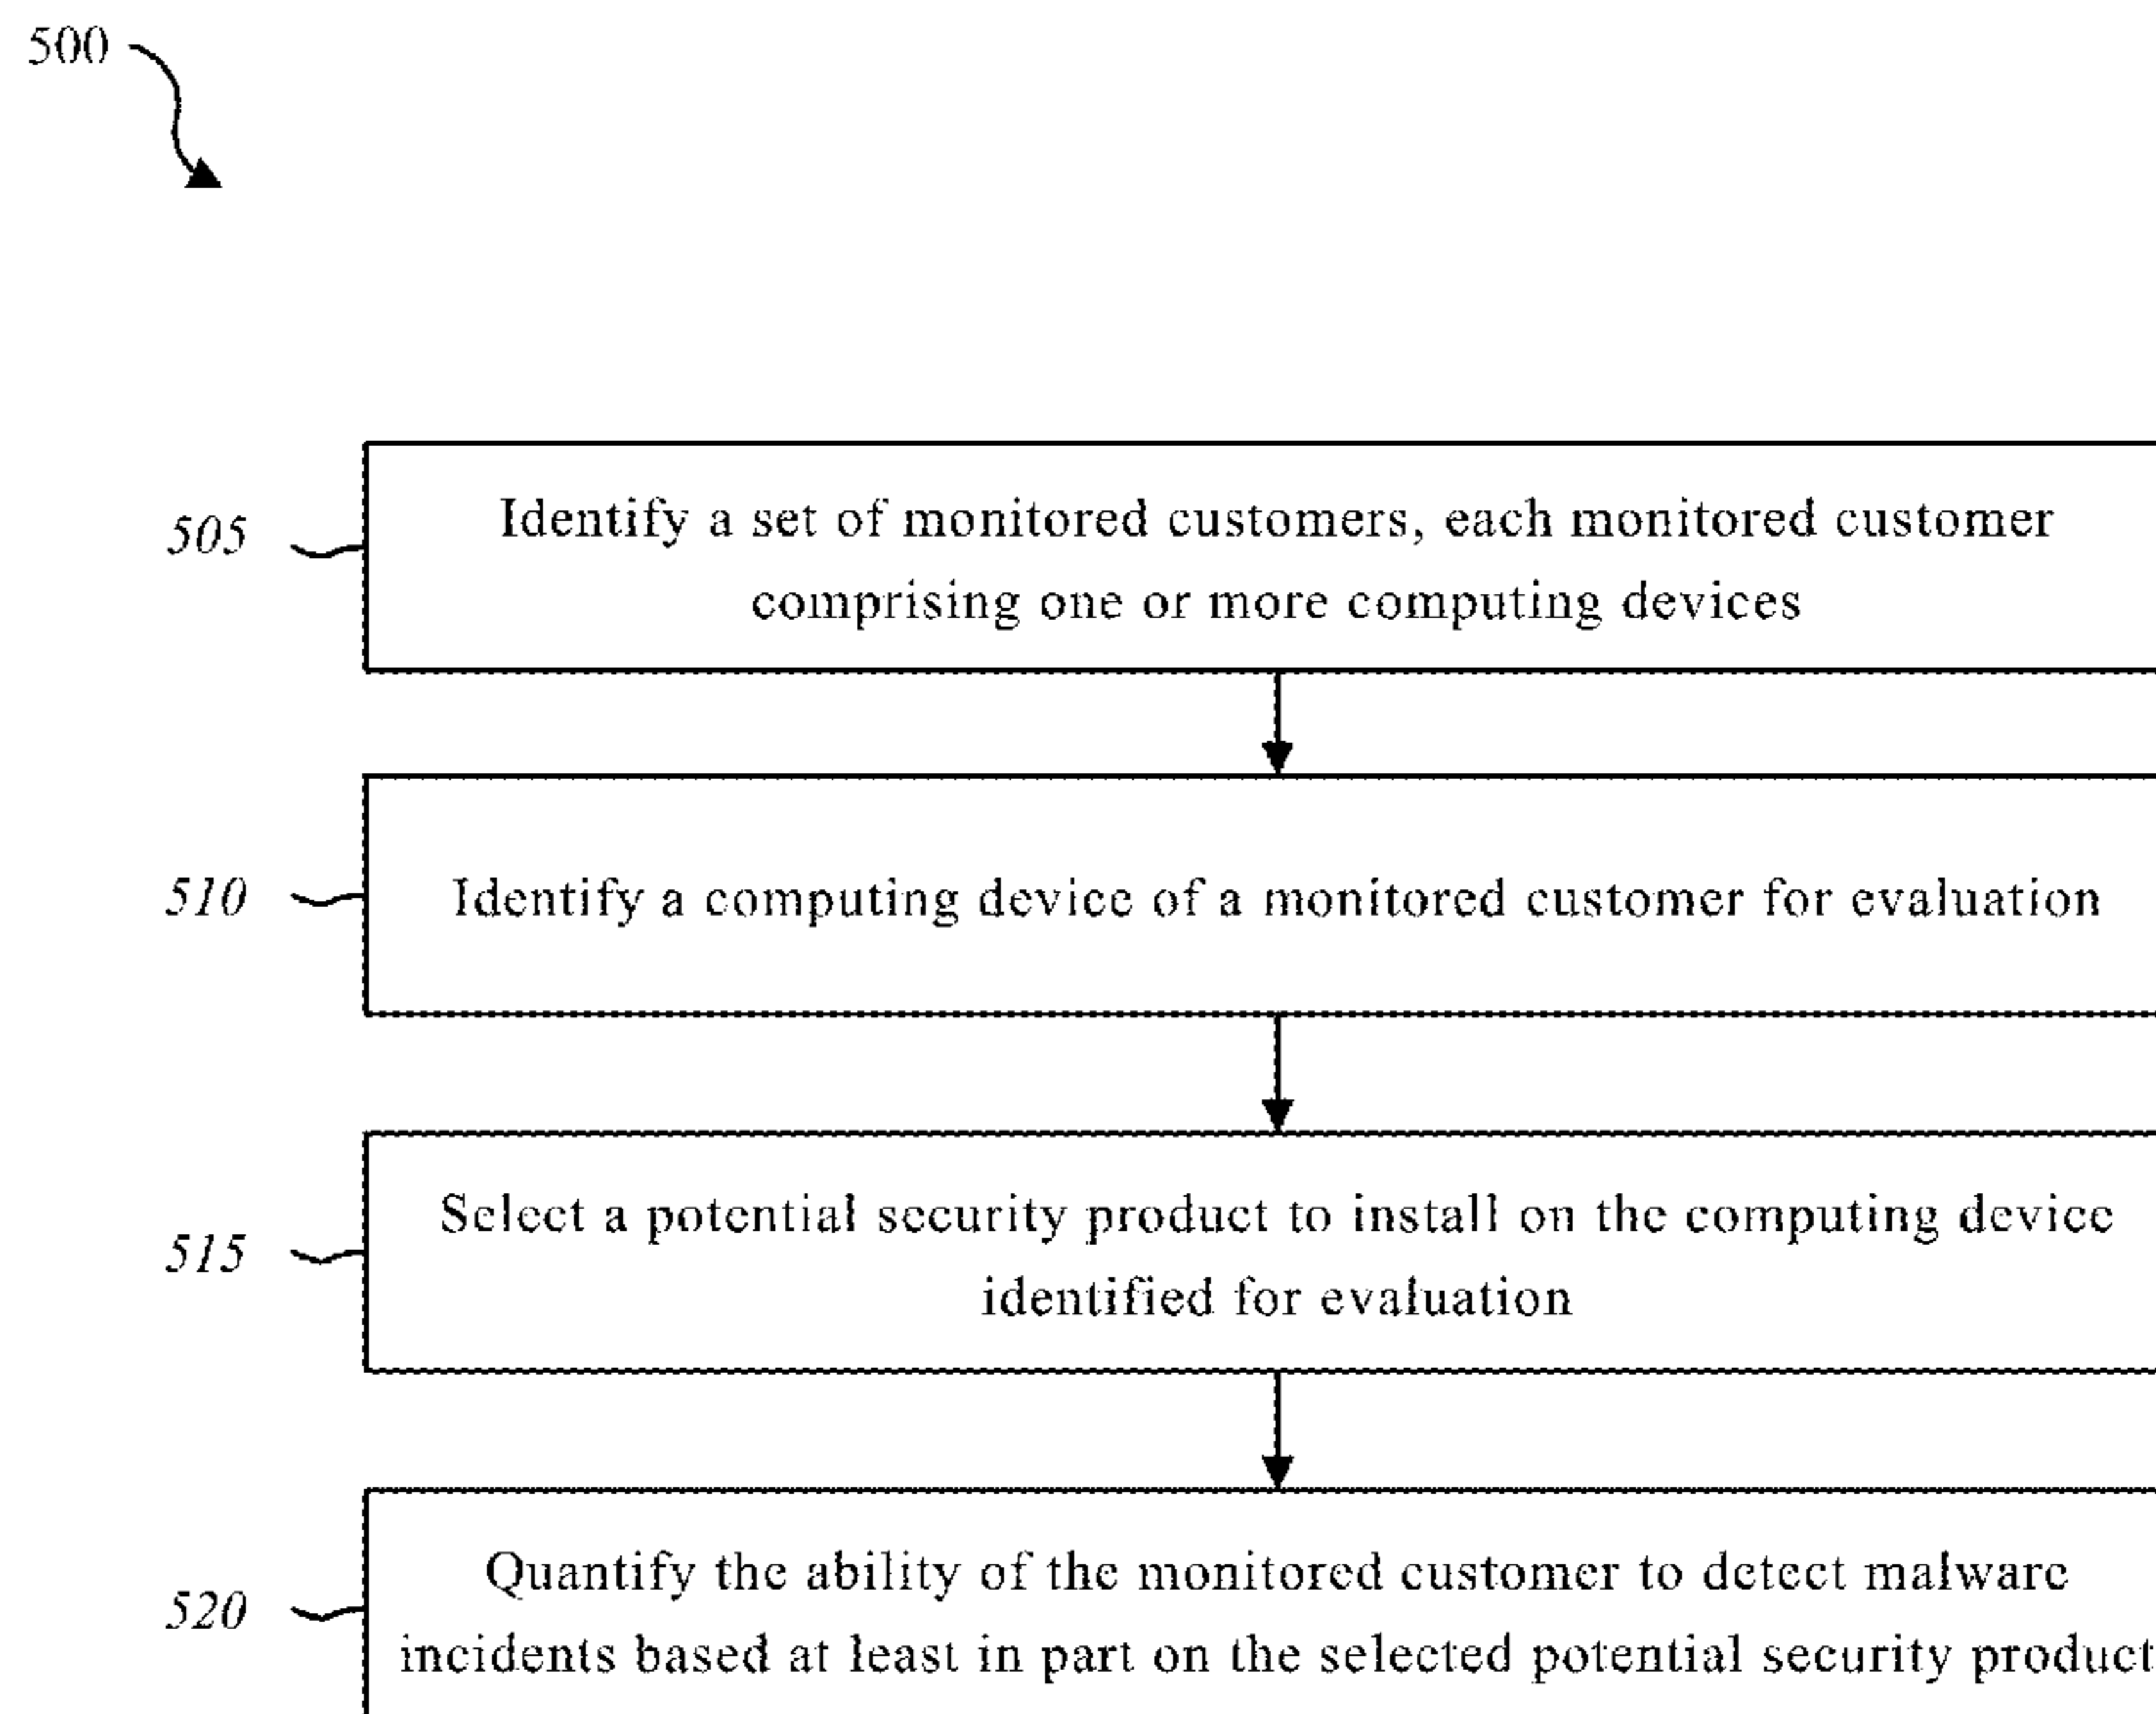 500
505
Identify a set of monitored customers, each monitored customer
comprising one or more computing devices
510
Identify a computing device of a monitored customer for evaluation
515
Select a potential security product to install on the computing device
identified for evaluation
520
Quantify the ability of the monitored customer to detect malware
incidents based at least in part on the selected potential security product